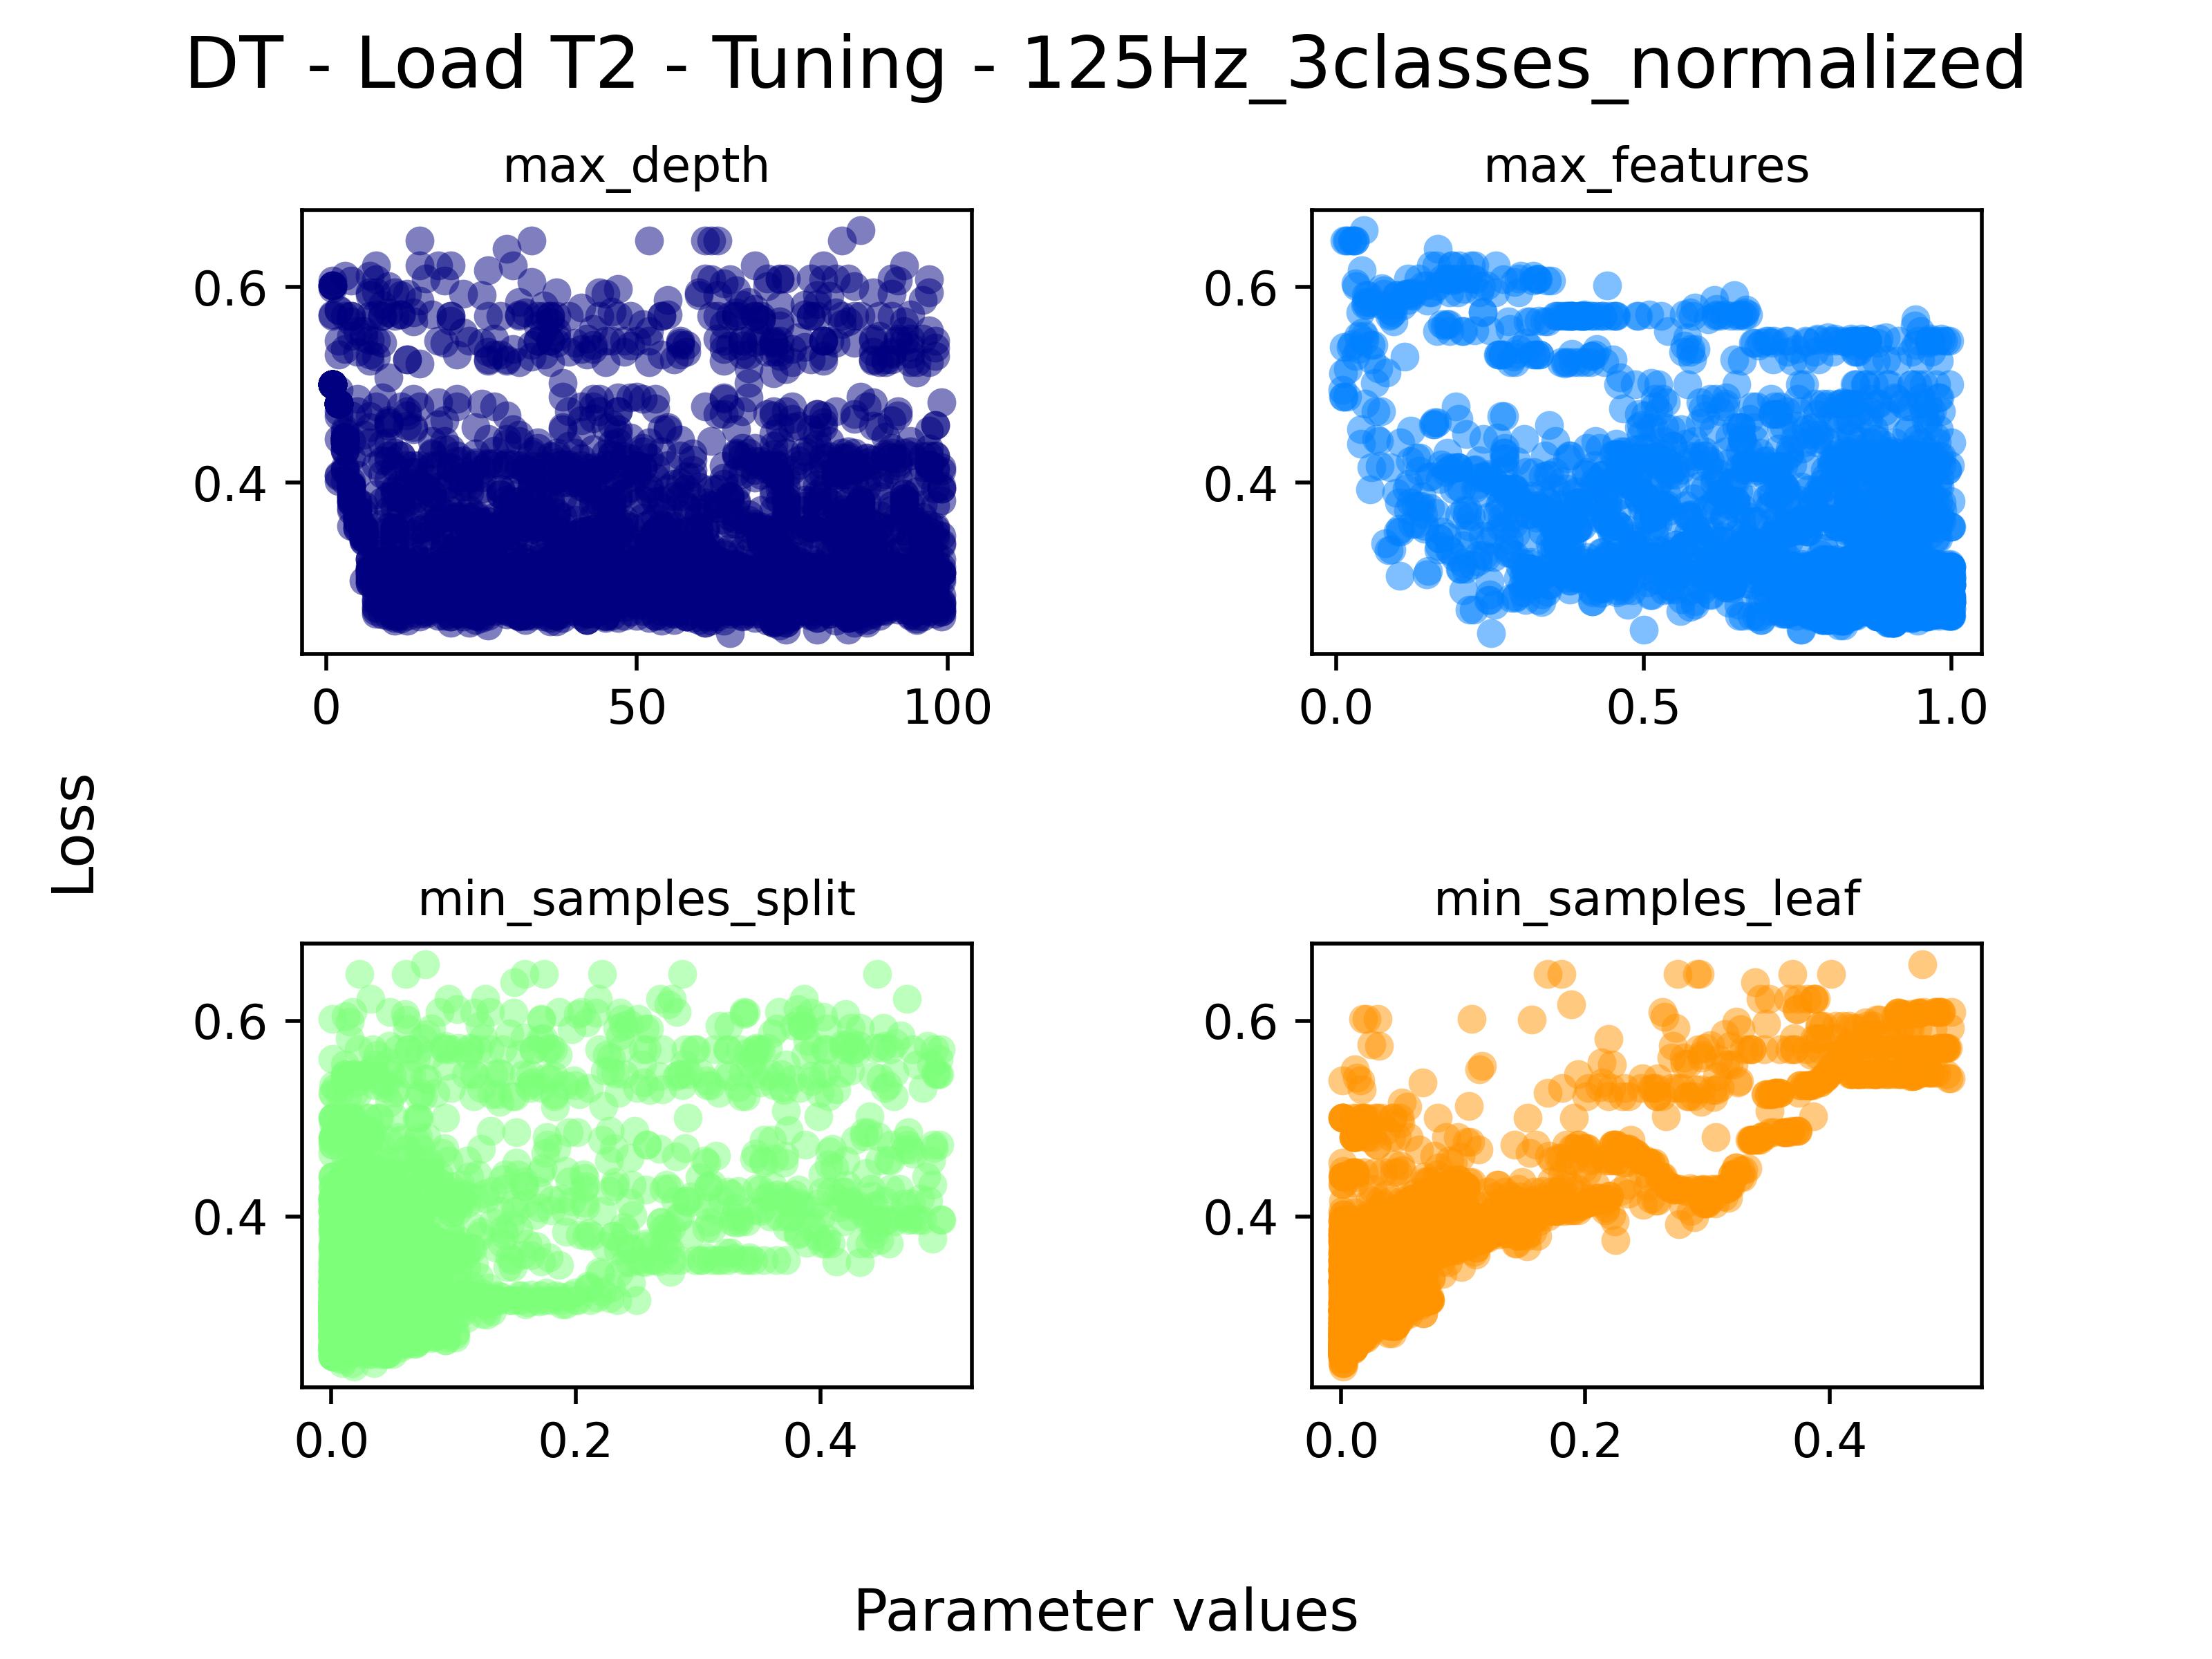 DT - Load T2 - Tuning - 125Hz_3classes_normalized
max_depth
max_features
0.6
0.4
0 50 100
0.6
0.4
0.0 0.5 1.0
Loss
min_samples_split
min_samples_leaf
0.6
0.4
0.0 0.2 0.4
0.6
0.4
0.0 0.2 0.4
Parameter values